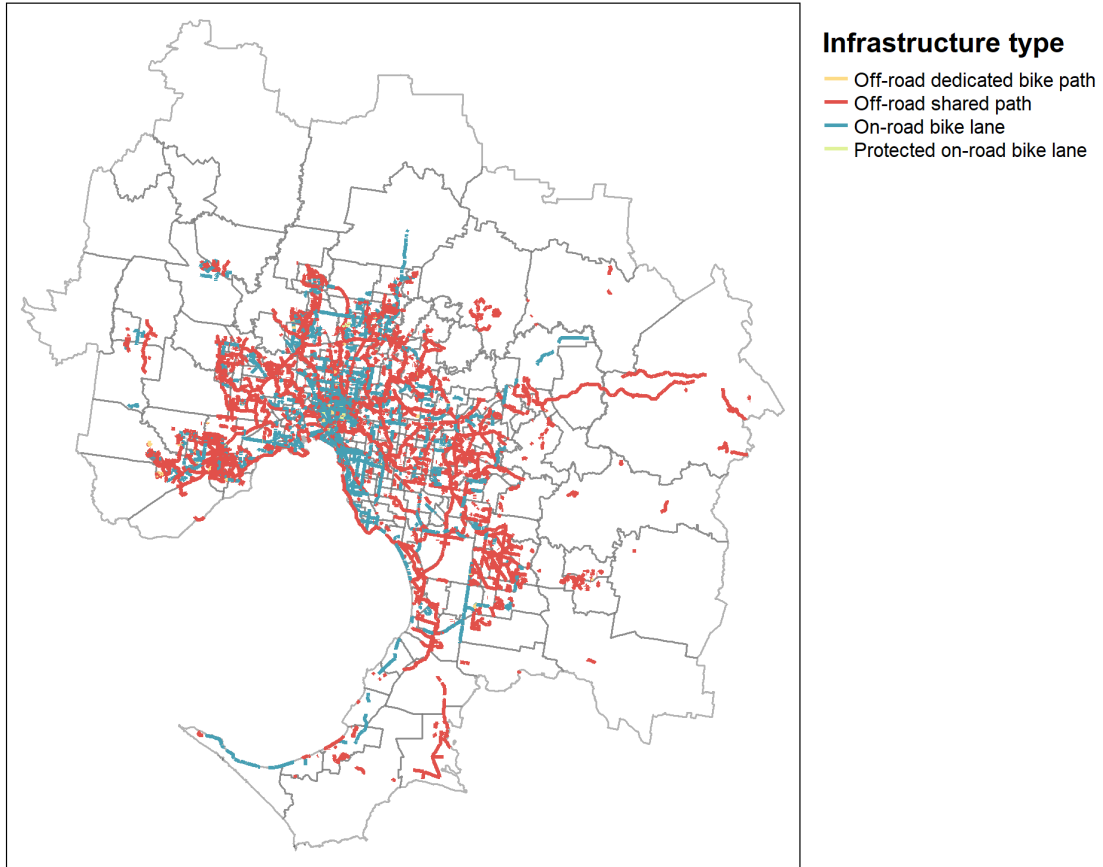 Infrastructure type
Off-road dedicated bike path
Off-road shared path
On-road bike lane
Protected on-road bike lane